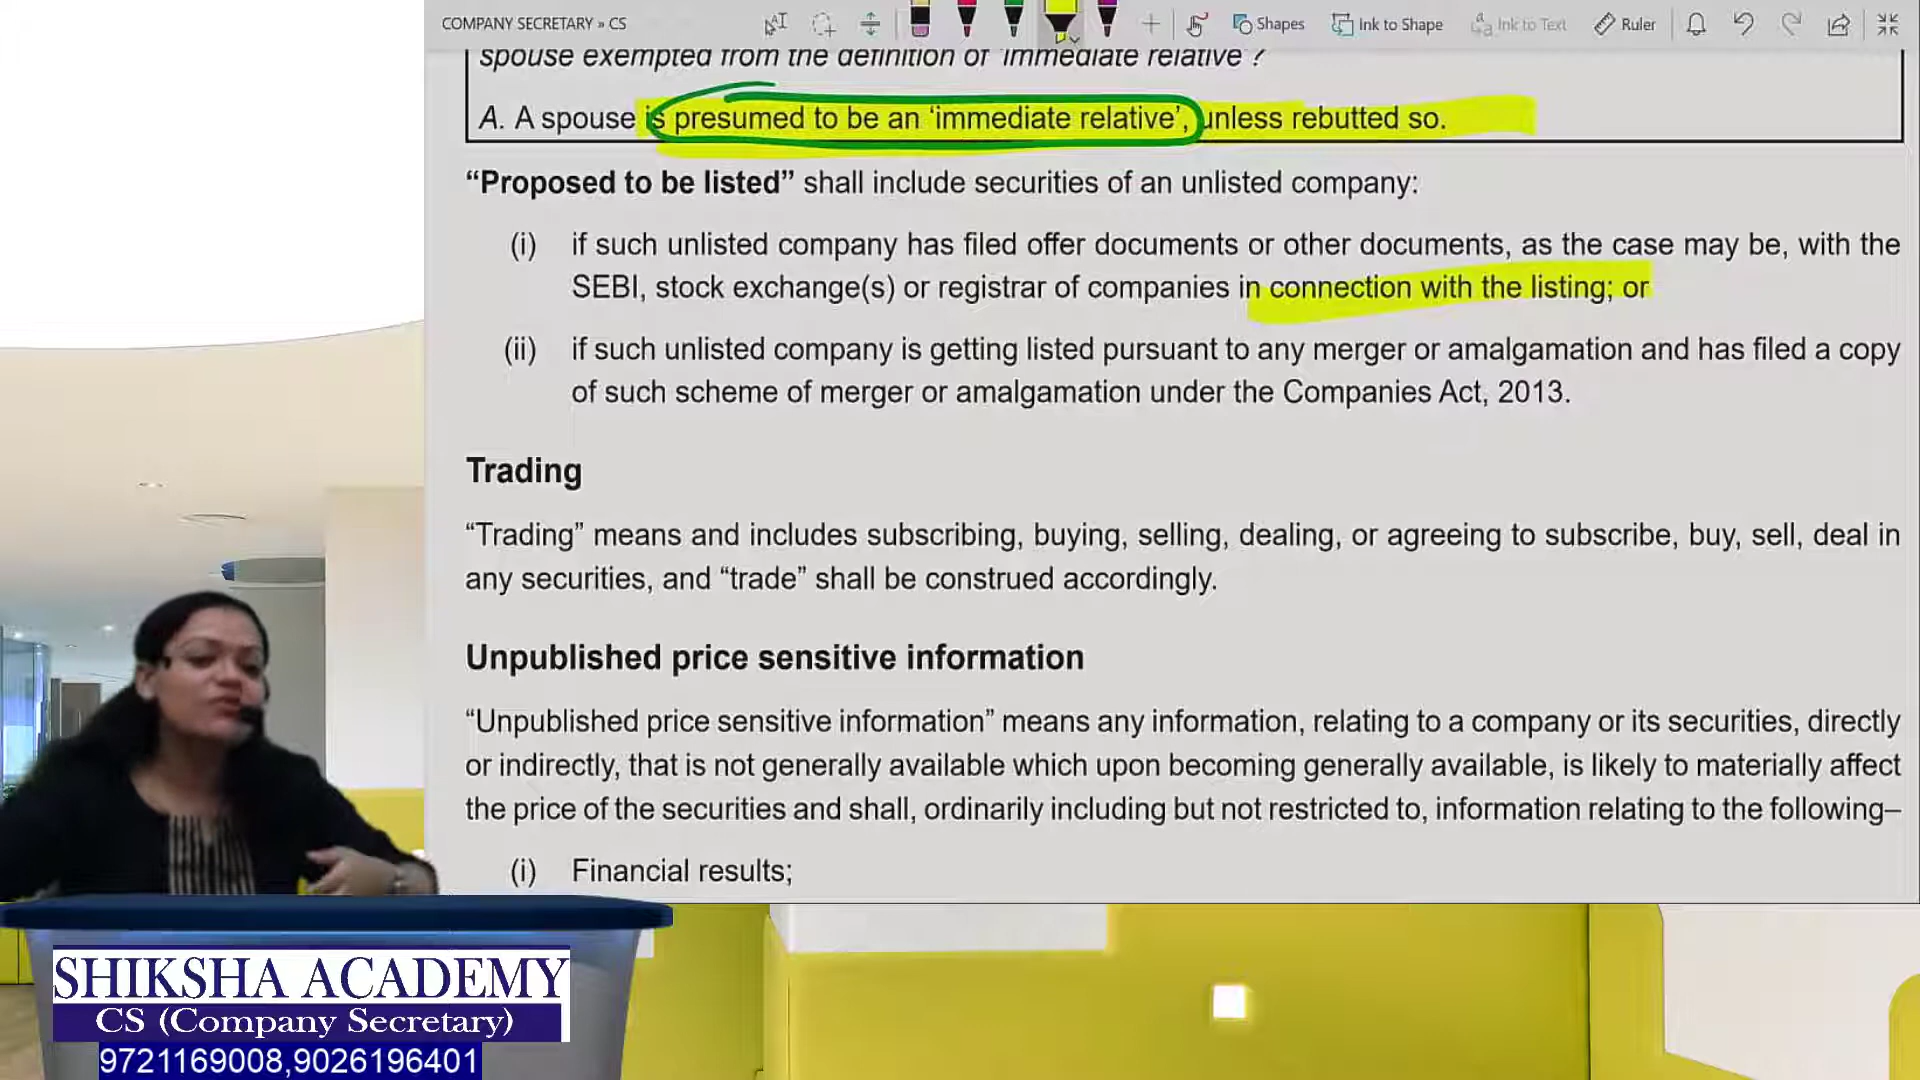 COMPANY SECRETARY » CS
Shapes
Ink to Shape
Ink to Text
Ruler
spouse exempted from the definition of 'immediate relative'?
A. A spouse is presumed to be an ‘immediate relative’, unless rebutted so.
“Proposed to be listed” shall include securities of an unlisted company:
(i) if such unlisted company has filed offer documents or other documents, as the case may be, with the
SEBI, stock exchange(s) or registrar of companies in connection with the listing; or
(ii) if such unlisted company is getting listed pursuant to any merger or amalgamation and has filed a copy
of such scheme of merger or amalgamation under the Companies Act, 2013.
Trading
“Trading” means and includes subscribing, buying, selling, dealing, or agreeing to subscribe, buy, sell, deal in
any securities, and “trade” shall be construed accordingly.
Unpublished price sensitive information
“Unpublished price sensitive information” means any information, relating to a company or its securities, directly
or indirectly, that is not generally available which upon becoming generally available, is likely to materially affect
the price of the securities and shall, ordinarily including but not restricted to, information relating to the following–
(i) Financial results;
SHIKSHA ACADEMY
CS (Company Secretary)
9721169008,9026196401